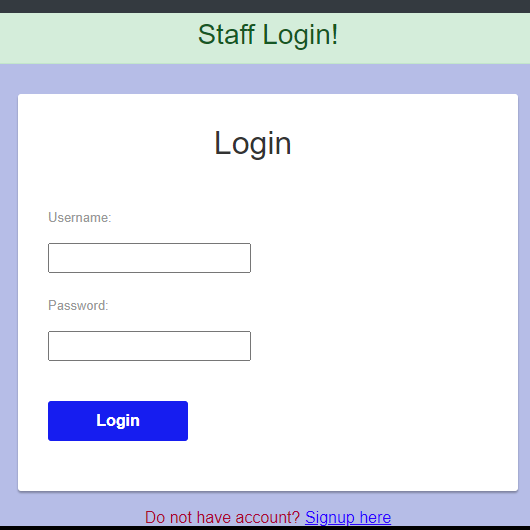 Staff Login!
Login
Username:
Password:
Login
Do not have account? Signup here